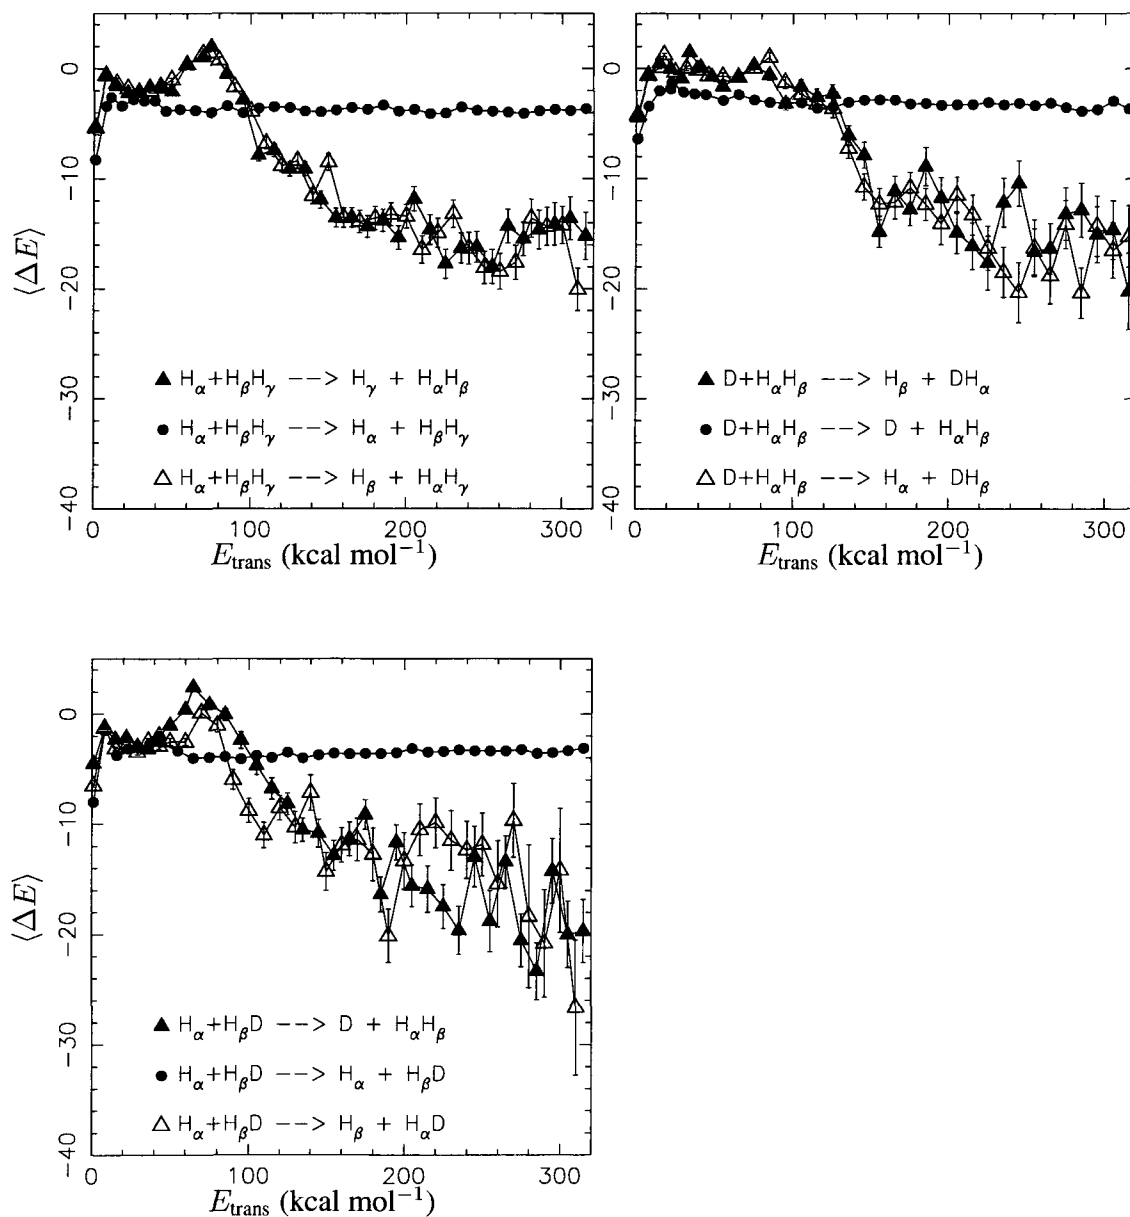 0
−10
−20
−30
−40
⟨ΔE⟩
▲ Hα+HβHγ --> Hγ + HαHβ
● Hα+HβHγ --> Hα + HβHγ
△ Hα+HβHγ --> Hβ + HαHγ
0 100 200 300
E_trans (kcal mol⁻¹)
0
−10
−20
−30
−40
▲ D+HαHβ --> Hβ + DHα
● D+HαHβ --> D + HαHβ
△ D+HαHβ --> Hα + DHβ
0 100 200 300
E_trans (kcal mol⁻¹)
0
−10
−20
−30
−40
⟨ΔE⟩
▲ Hα+HβD --> D + HαHβ
● Hα+HβD --> Hα + HβD
△ Hα+HβD --> Hβ + HαD
0 100 200 300
E_trans (kcal mol⁻¹)